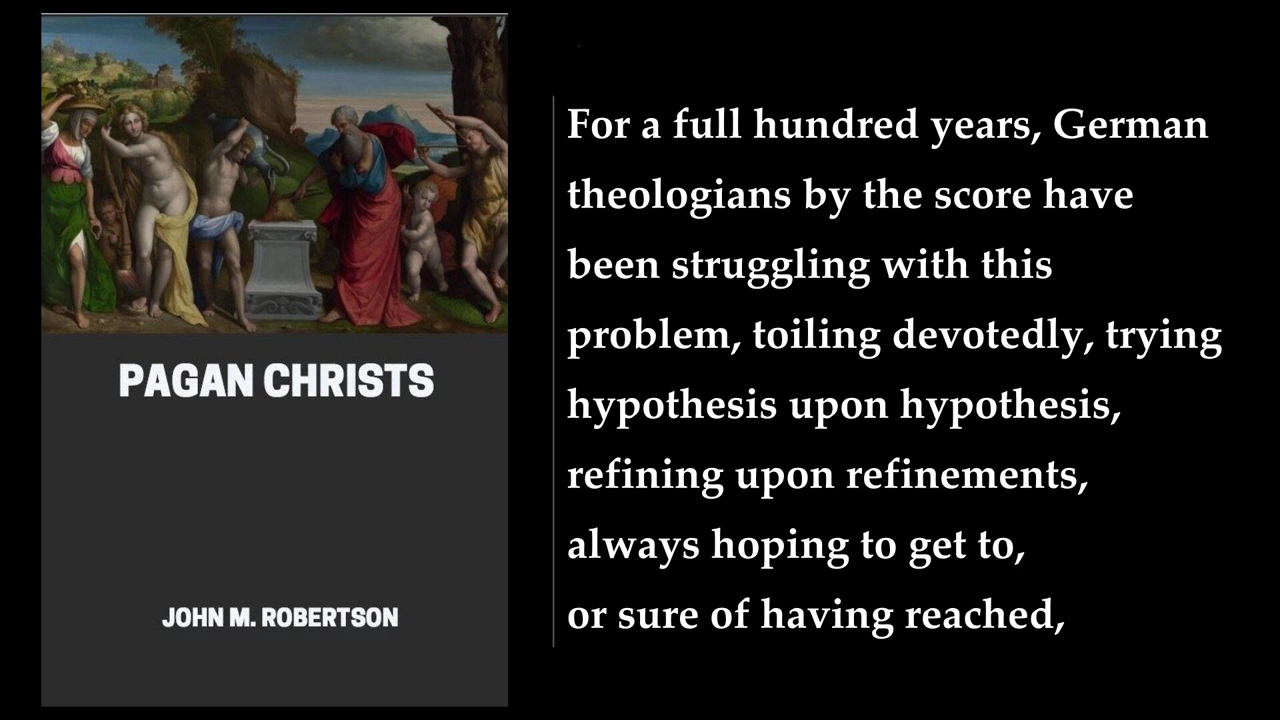 PAGAN CHRISTS
JOHN M. ROBERTSON
For a full hundred years, German
theologians by the score have
been struggling with this
problem, toiling devotedly, trying
hypothesis upon hypothesis,
refining upon refinements,
always hoping to get to,
or sure of having reached,